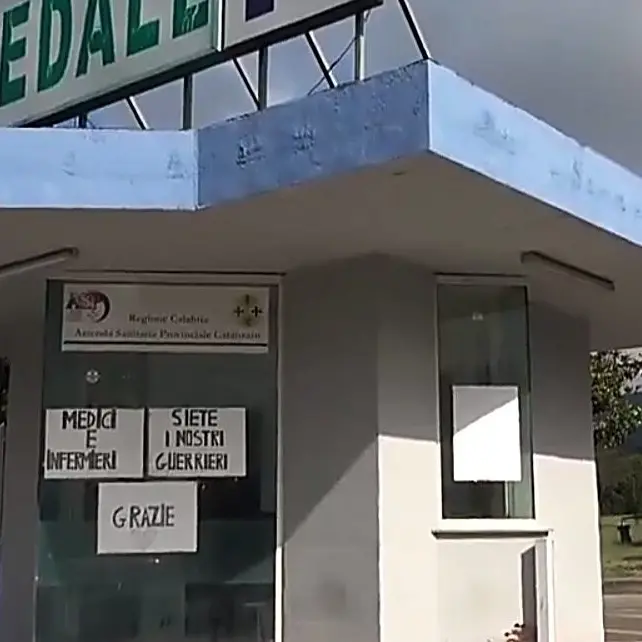 EDALE
ASP
Regione Calabria
Azienda Sanitaria Provinciale Catanzaro
MEDICI
E
INFERMIERI
SIETE
I NOSTRI
GUERRIERI
GRAZIE